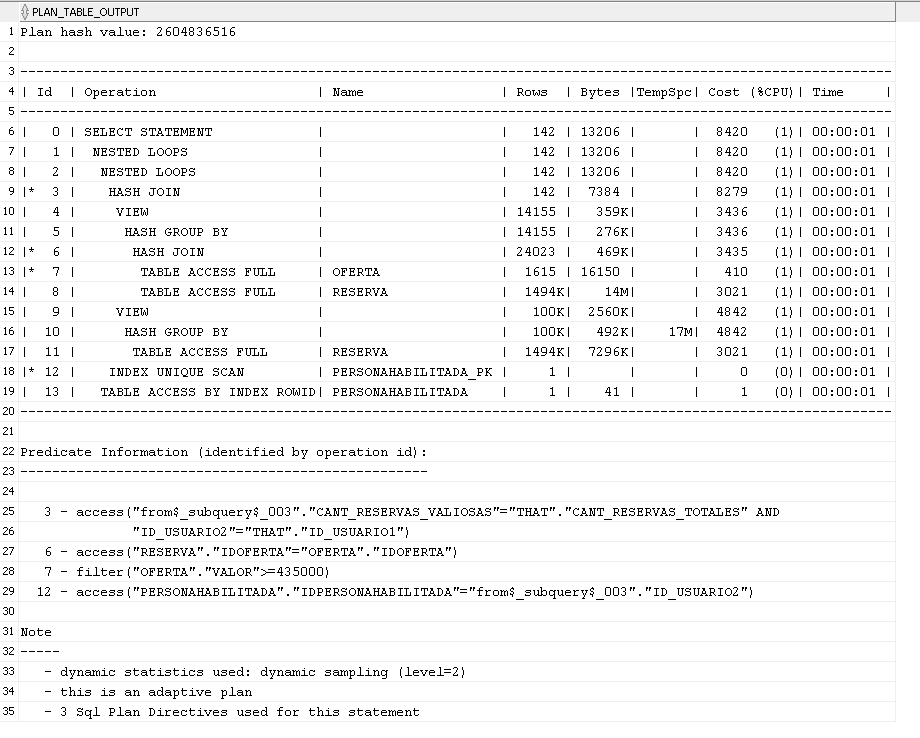 PLAN_TABLE_OUTPUT
1 Plan hash value: 2604836516
2
3 --------------------------------------------------------------------------------------------------------------
4 | Id  | Operation                      | Name               | Rows  | Bytes |TempSpc| Cost (%CPU)| Time     |
5 --------------------------------------------------------------------------------------------------------------
6 |   0 | SELECT STATEMENT               |                    |   142 | 13206 |       |  8420   (1)| 00:00:01 |
7 |   1 |  NESTED LOOPS                  |                    |   142 | 13206 |       |  8420   (1)| 00:00:01 |
8 |   2 |   NESTED LOOPS                 |                    |   142 | 13206 |       |  8420   (1)| 00:00:01 |
9 |*  3 |    HASH JOIN                   |                    |   142 |  7384 |       |  8279   (1)| 00:00:01 |
10 |   4 |     VIEW                       |                    | 14155 |   359K|       |  3436   (1)| 00:00:01 |
11 |   5 |      HASH GROUP BY             |                    | 14155 |   276K|       |  3436   (1)| 00:00:01 |
12 |*  6 |       HASH JOIN                |                    | 24023 |   469K|       |  3435   (1)| 00:00:01 |
13 |*  7 |        TABLE ACCESS FULL       | OFERTA             |  1615 | 16150 |       |   410   (1)| 00:00:01 |
14 |   8 |        TABLE ACCESS FULL       | RESERVA            |  1494K|    14M|       |  3021   (1)| 00:00:01 |
15 |   9 |     VIEW                       |                    |   100K|  2560K|       |  4842   (1)| 00:00:01 |
16 |  10 |      HASH GROUP BY             |                    |   100K|   492K|    17M|  4842   (1)| 00:00:01 |
17 |  11 |       TABLE ACCESS FULL        | RESERVA            |  1494K|  7296K|       |  3021   (1)| 00:00:01 |
18 |* 12 |    INDEX UNIQUE SCAN           | PERSONAHABILITADA_PK |     1 |       |       |     0   (0)| 00:00:01 |
19 |  13 |   TABLE ACCESS BY INDEX ROWID| PERSONAHABILITADA    |     1 |    41 |       |     1   (0)| 00:00:01 |
20 --------------------------------------------------------------------------------------------------------------
21
22 Predicate Information (identified by operation id):
23 ---------------------------------------------------
24
25    3 - access("from$_subquery$_003"."CANT_RESERVAS_VALIOSAS"="THAT"."CANT_RESERVAS_TOTALES" AND
26               "ID_USUARIO2"="THAT"."ID_USUARIO1")
27    6 - access("RESERVA"."IDOFERTA"="OFERTA"."IDOFERTA")
28    7 - filter("OFERTA"."VALOR">=435000)
29   12 - access("PERSONAHABILITADA"."IDPERSONAHABILITADA"="from$_subquery$_003"."ID_USUARIO2")
30
31 Note
32 -----
33    - dynamic statistics used: dynamic sampling (level=2)
34    - this is an adaptive plan
35    - 3 Sql Plan Directives used for this statement